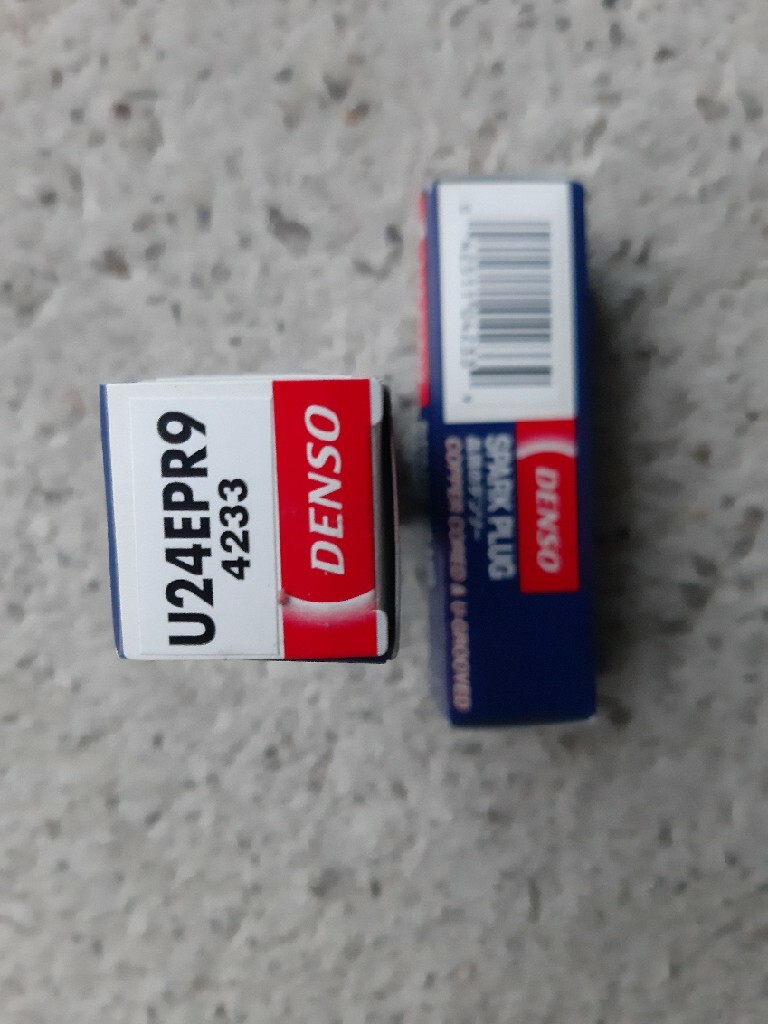 U24EPR9
4233
DENSO
DENSO
SPARK PLUG
COPPER CORED & U-GROOVED